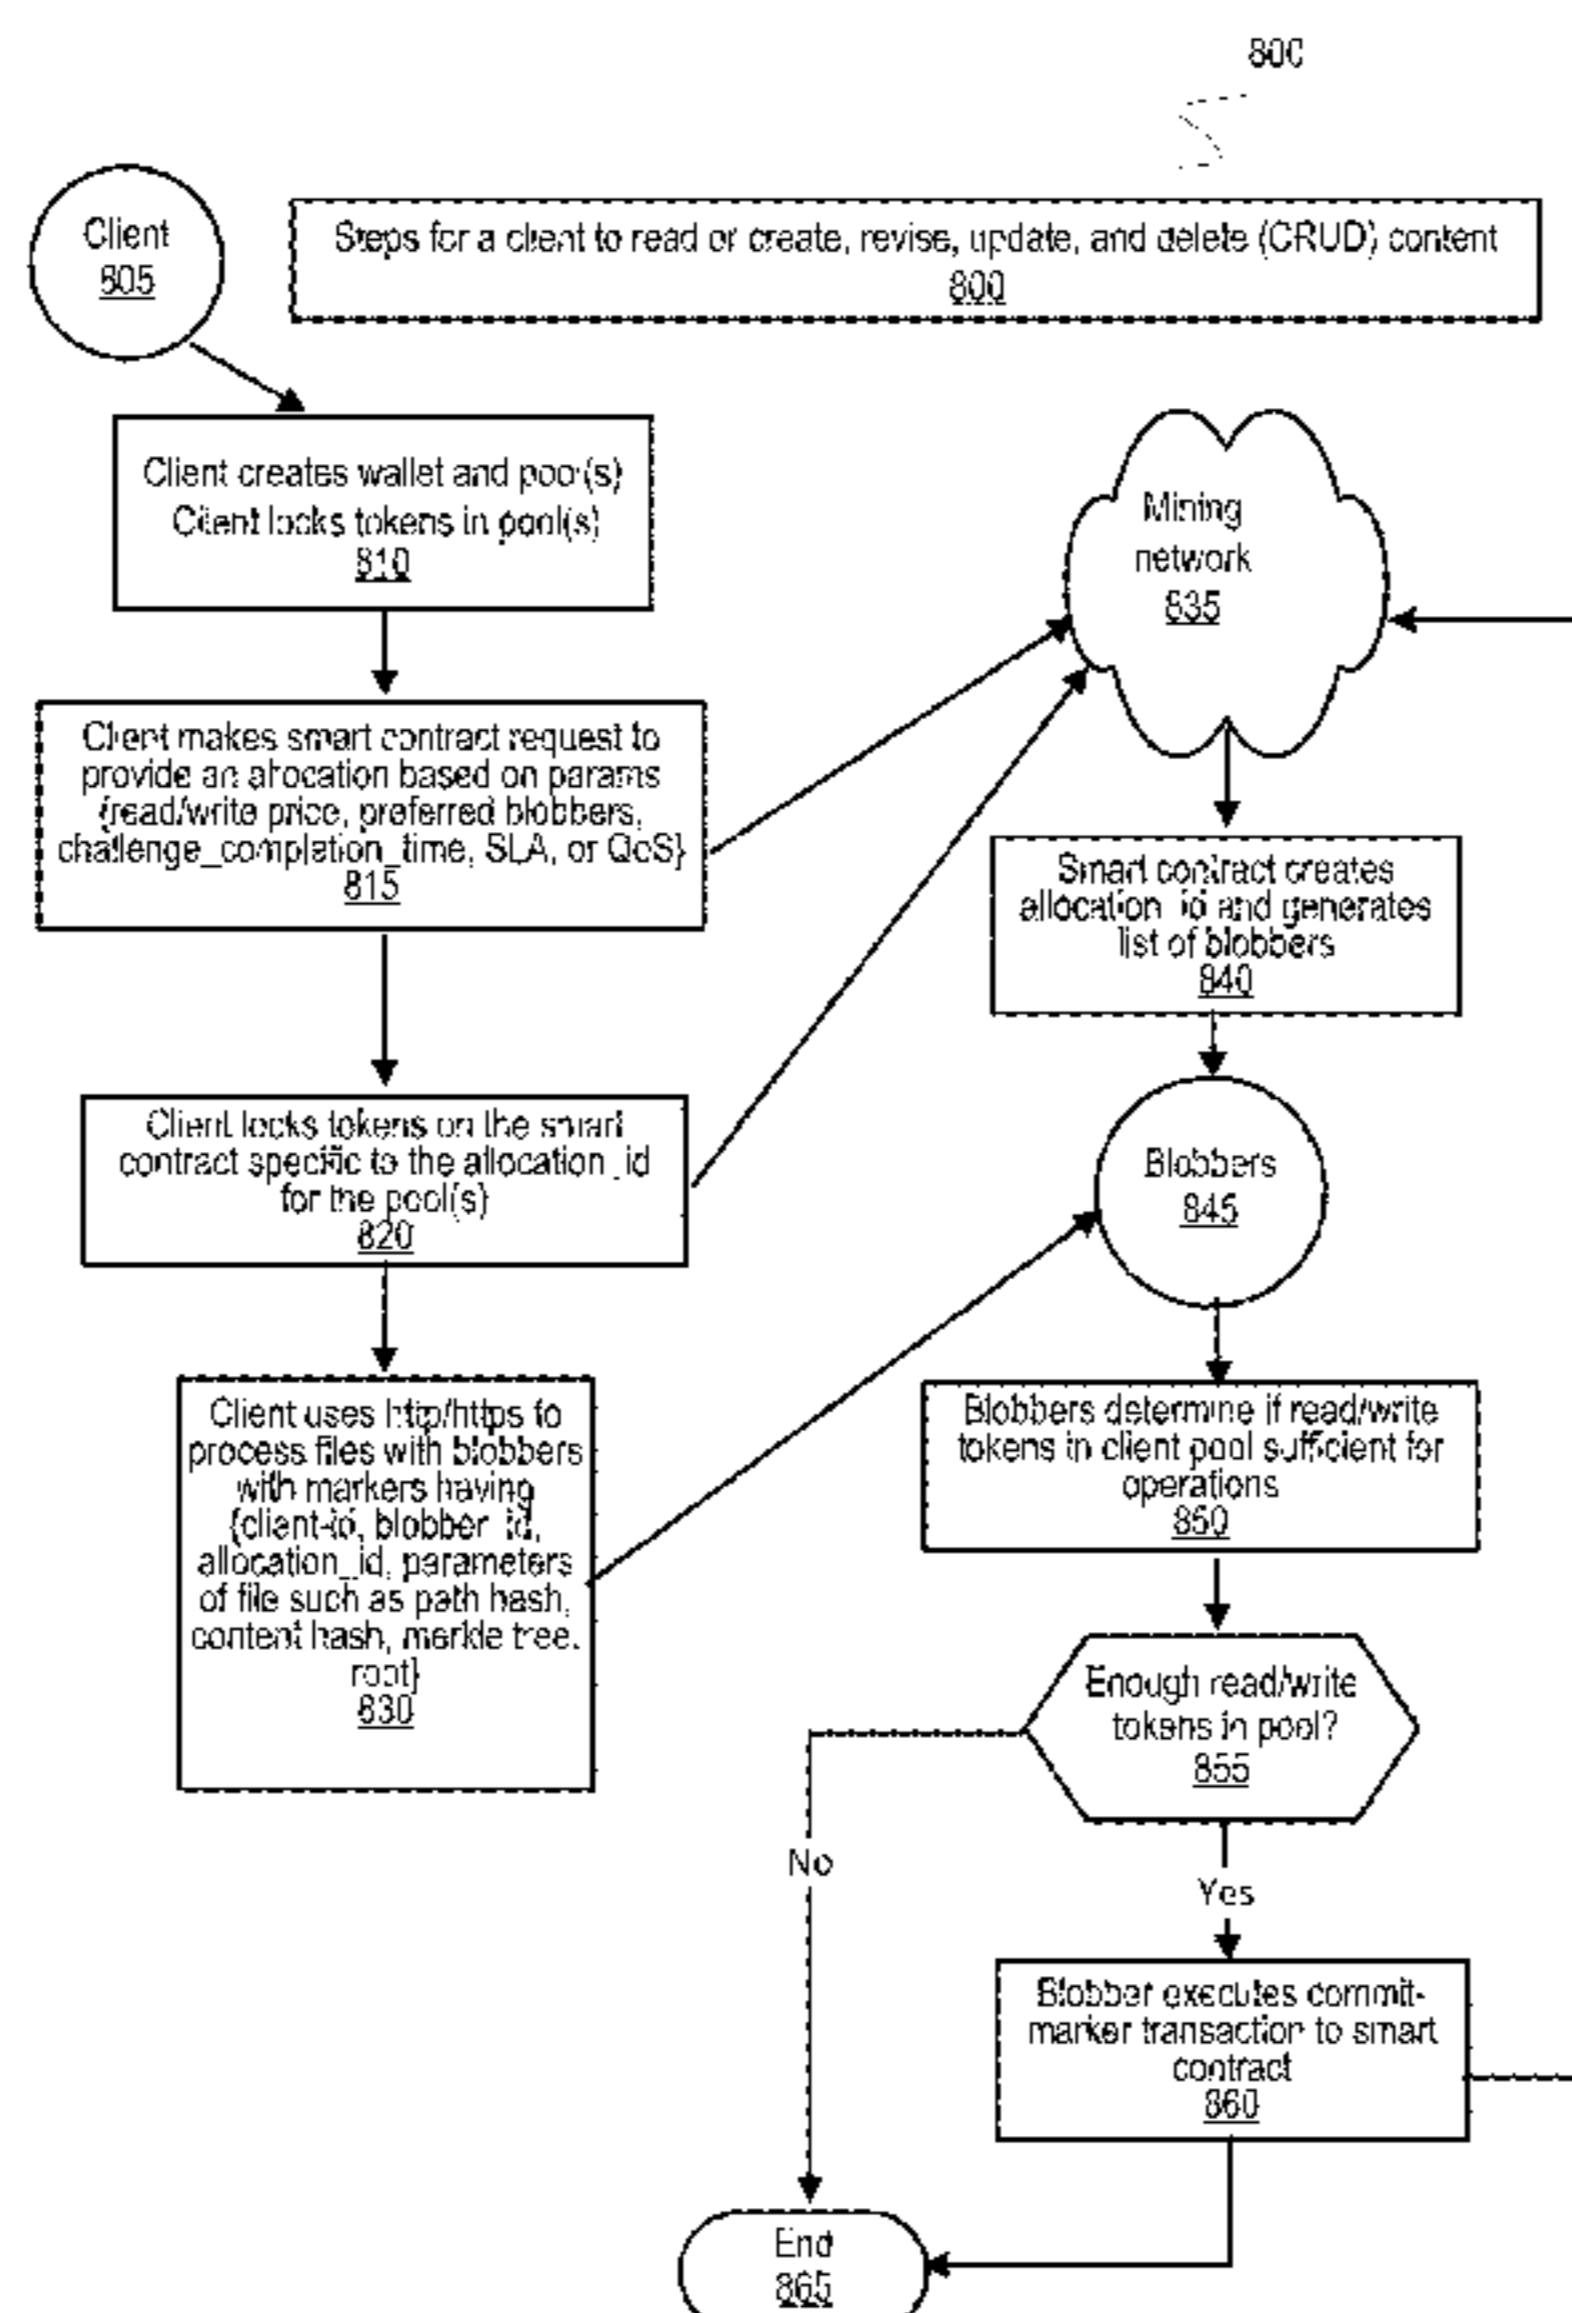 800
Client
805
Steps for a client to read or create, revise, update, and delete (CRUD) content
800
Client creates wallet and pool(s)
Client locks tokens in pool(s)
810
Client makes smart contract request to
provide an allocation based on params
{read/write price, preferred blobbers,
challenge_completion_time, SLA, or QoS}
815
Client locks tokens on the smart
contract specific to the allocation_id
for the pool(s)
820
Client uses http/https to
process files with blobbers
with markers having
{client-id, blobber_id,
allocation_id, parameters
of file such as path hash,
content hash, merkle tree.
root}
830
Mining
network
835
Smart contract creates
allocation_id and generates
list of blobbers
840
Blobbers
845
Blobbers determine if read/write
tokens in client pool sufficient for
operations
850
Enough read/write
tokens in pool?
855
No
Yes
Blobber executes commit-
marker transaction to smart
contract
860
End
865